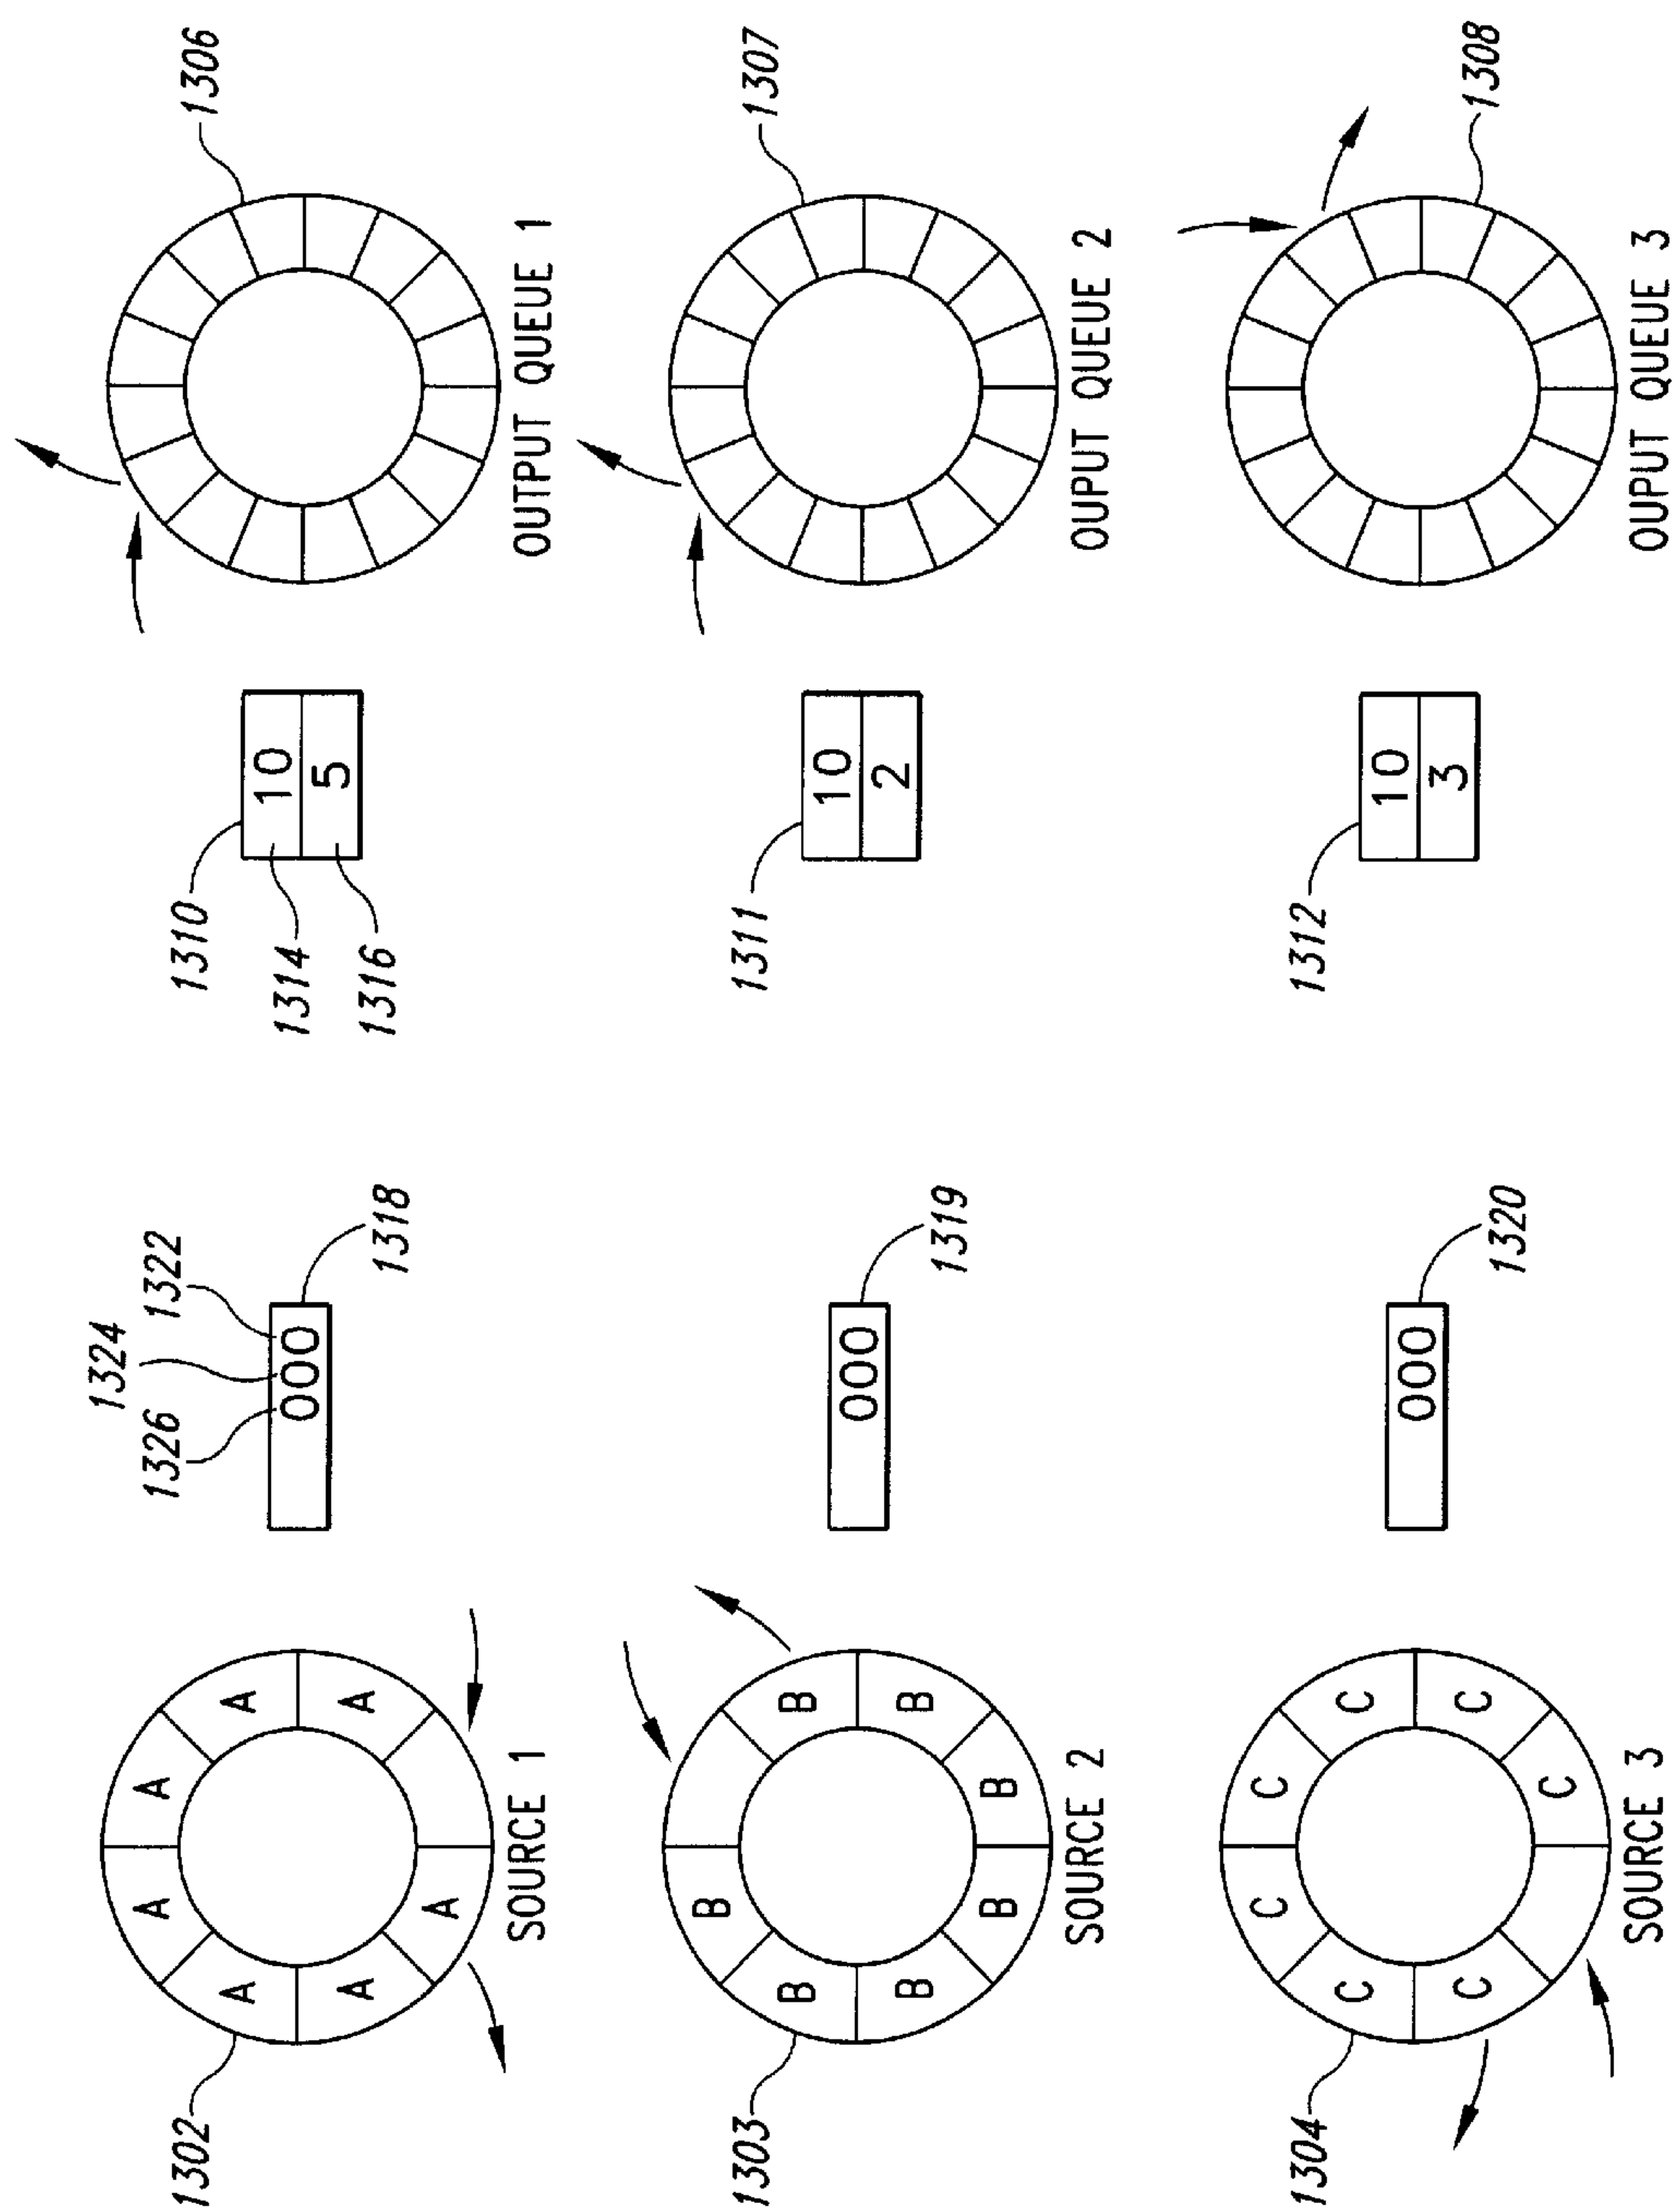 1302
A A
A A
A A
A
SOURCE 1
1326
1324
1322
000
1318
1310
1314
1316
10
5
1306
OUTPUT QUEUE 1
1303
B
B B
B B
B B
SOURCE 2
000
1319
1311
10
2
1307
OUPUT QUEUE 2
1304
C C
C C
C C
C
SOURCE 3
000
1320
1312
10
3
1308
OUPUT QUEUE 3